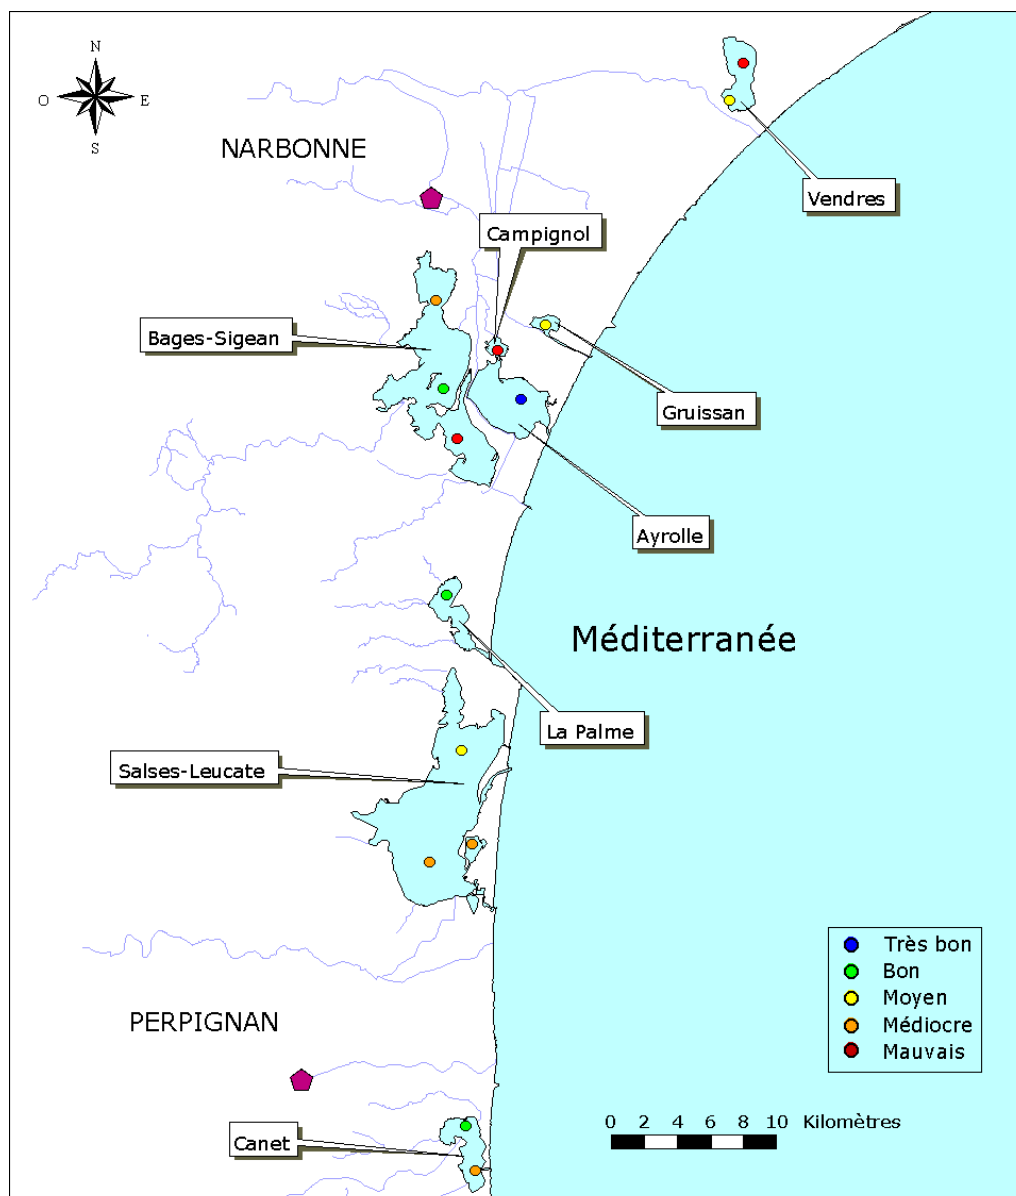 N
O
E
S
NARBONNE
Vendres
Campignol
Bages-Sigean
Gruissan
Ayrolle
Méditerranée
La Palme
Salses-Leucate
Très bon
Bon
Moyen
Médiocre
Mauvais
PERPIGNAN
0 2 4 6 8 10 Kilomètres
Canet